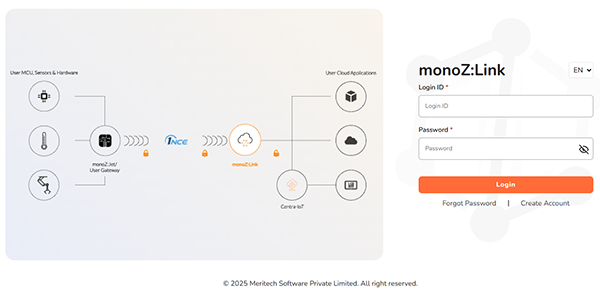 User MCU, Sensors & Hardware
User Cloud Applications
monoZ:Jet/
User Gateway
1NCE
monoZ:Link
Centra-IoT
monoZ:Link
EN
Login ID *
Login ID
Password *
Password
Login
Forgot Password | Create Account
© 2025 Meritech Software Private Limited. All right reserved.